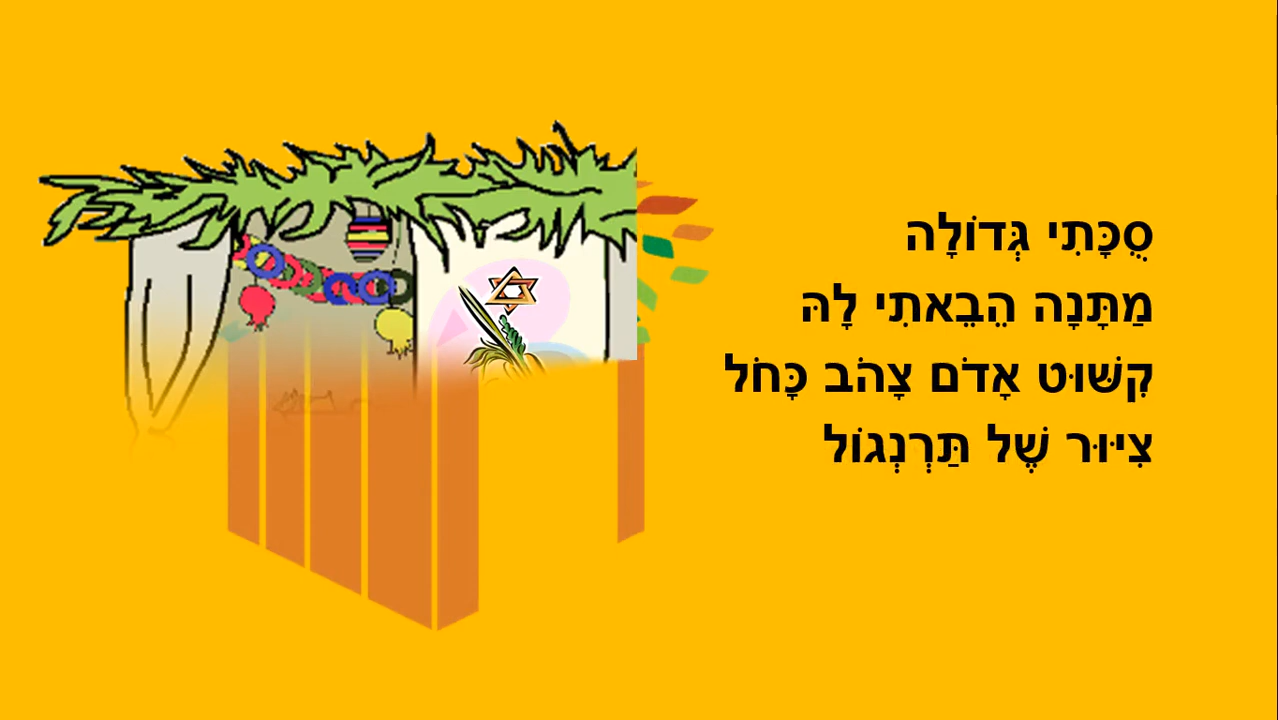 סֻכָּתִי גְּדוֹלָה
מַתָּנָה הֵבֵאתִי לָהּ
קִשּׁוּט אָדֹם צָהֹב כָּחֹל
צִיּוּר שֶׁל תַּרְנְגוֹל